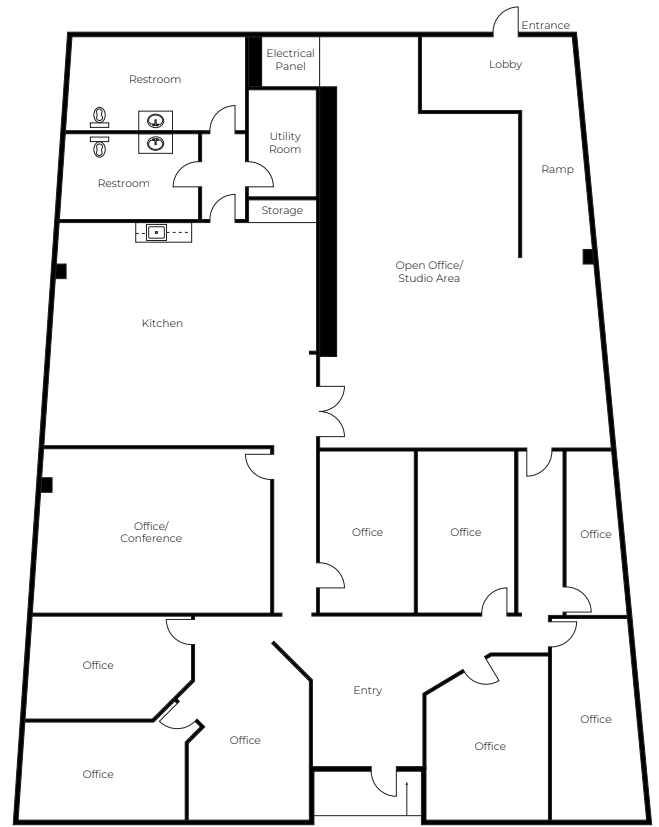 Entrance
Electrical
Panel
Lobby
Restroom
Utility
Room
Ramp
Restroom
Storage
Open Office/
Studio Area
Kitchen
Office/
Conference
Office
Office
Office
Office
Entry
Office
Office
Office
Office